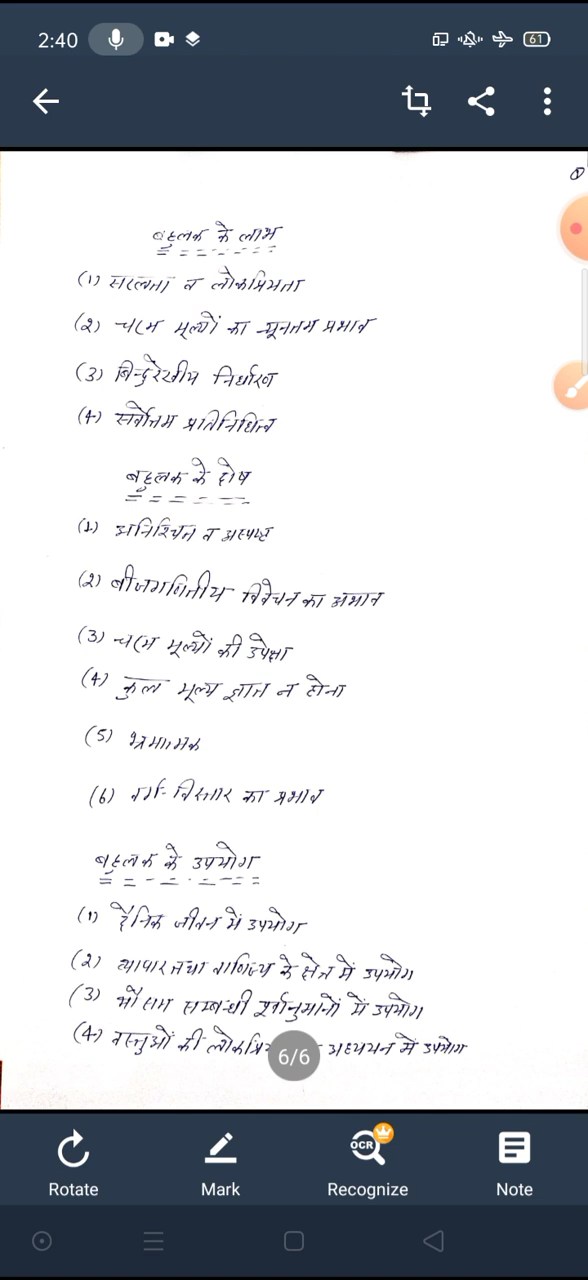 2:40
61
①
बहुलक के लाभ
(1) सरलता व लोकप्रियता
(2) चरम मूल्यों का न्यूनतम प्रभाव
(3) बिन्दुरेखीय निर्धारण
(4) सर्वोत्तम प्रतिनिधित्व
बहुलक के दोष
(1) अनिश्चित व अस्पष्ट
(2) बीजगणितीय विवेचन का अभाव
(3) चरम मूल्यों की उपेक्षा
(4) कुल मूल्य ज्ञात न होना
(5) भ्रमात्मक
(6) वर्ग-विस्तार का प्रभाव
बहुलक के उपयोग
(1) दैनिक जीवन में उपयोग
(2) व्यापार तथा वाणिज्य के क्षेत्र में उपयोग
(3) मौसम सम्बन्धी पूर्वानुमानों में उपयोग
(4) वस्तुओं की अध्ययन में उपयोग
6/6
OCR
Rotate Mark Recognize Note